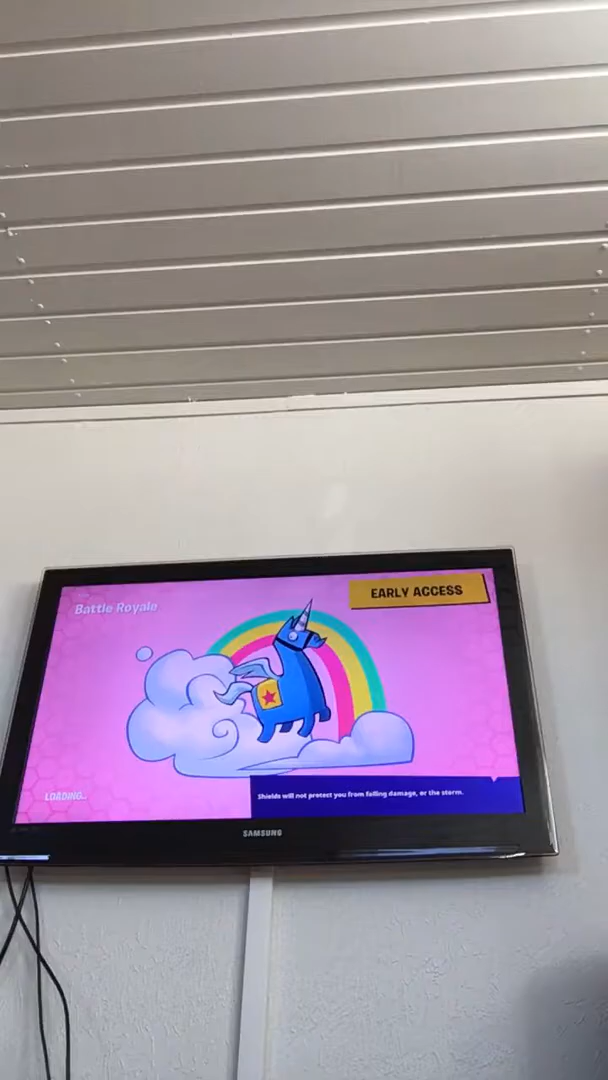 Battle Royale
EARLY ACCESS
LOADING..
Shields will not protect you from falling damage, or the storm.
SAMSUNG